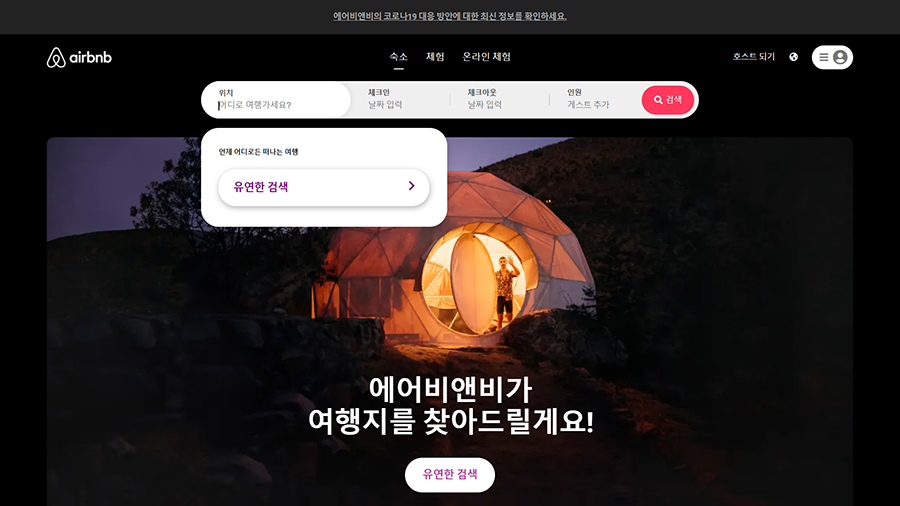 에어비앤비의 코로나19 대응 방안에 대한 최신 정보를 확인하세요.
airbnb
숙소 체험 온라인 체험
호스트 되기
위치 체크인 체크아웃 인원
어디로 여행가세요? 날짜 입력 날짜 입력 게스트 추가
검색
언제 어디로든 떠나는 여행
유연한 검색
에어비앤비가
여행지를 찾아드릴게요!
유연한 검색